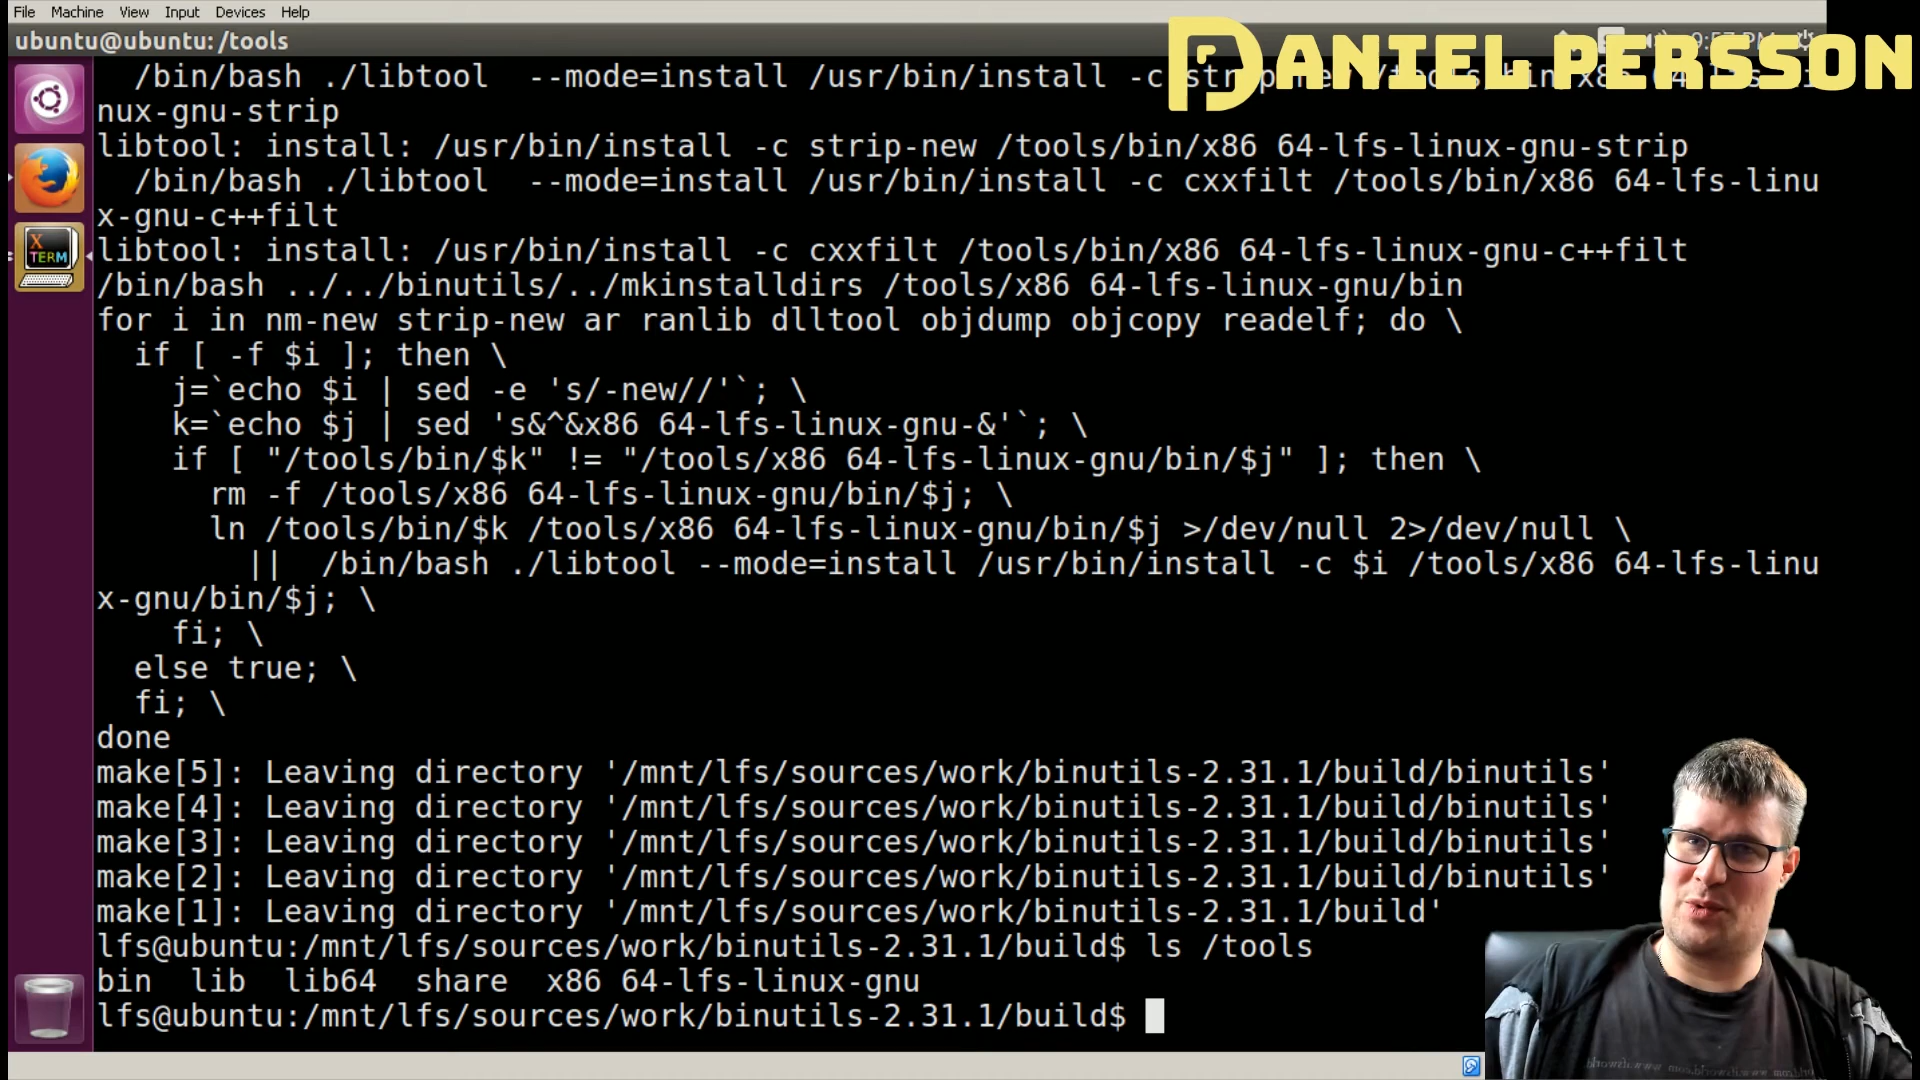 File Machine View Input Devices Help
ubuntu@ubuntu: /tools
DANIEL PERSSON
/bin/bash ./libtool --mode=install /usr/bin/install -c
nux-gnu-strip
libtool: install: /usr/bin/install -c strip-new /tools/bin/x86 64-lfs-linux-gnu-strip
/bin/bash ./libtool --mode=install /usr/bin/install -c cxxfilt /tools/bin/x86 64-lfs-linu
x-gnu-c++filt
libtool: install: /usr/bin/install -c cxxfilt /tools/bin/x86 64-lfs-linux-gnu-c++filt
/bin/bash ../../binutils/../mkinstalldirs /tools/x86 64-lfs-linux-gnu/bin
for i in nm-new strip-new ar ranlib dlltool objdump objcopy readelf; do \
if [ -f $i ]; then \
j=`echo $i | sed -e 's/-new//'`; \
k=`echo $j | sed 's&^&x86 64-lfs-linux-gnu-&'`; \
if [ "/tools/bin/$k" != "/tools/x86 64-lfs-linux-gnu/bin/$j" ]; then \
rm -f /tools/x86 64-lfs-linux-gnu/bin/$j; \
ln /tools/bin/$k /tools/x86 64-lfs-linux-gnu/bin/$j >/dev/null 2>/dev/null \
|| /bin/bash ./libtool --mode=install /usr/bin/install -c $i /tools/x86 64-lfs-linu
x-gnu/bin/$j; \
fi; \
else true; \
fi; \
done
make[5]: Leaving directory '/mnt/lfs/sources/work/binutils-2.31.1/build/binutils'
make[4]: Leaving directory '/mnt/lfs/sources/work/binutils-2.31.1/build/binutils'
make[3]: Leaving directory '/mnt/lfs/sources/work/binutils-2.31.1/build/binutils'
make[2]: Leaving directory '/mnt/lfs/sources/work/binutils-2.31.1/build/binutils'
make[1]: Leaving directory '/mnt/lfs/sources/work/binutils-2.31.1/build'
lfs@ubuntu:/mnt/lfs/sources/work/binutils-2.31.1/build$ ls /tools
bin lib lib64 share x86 64-lfs-linux-gnu
lfs@ubuntu:/mnt/lfs/sources/work/binutils-2.31.1/build$
X
TERM